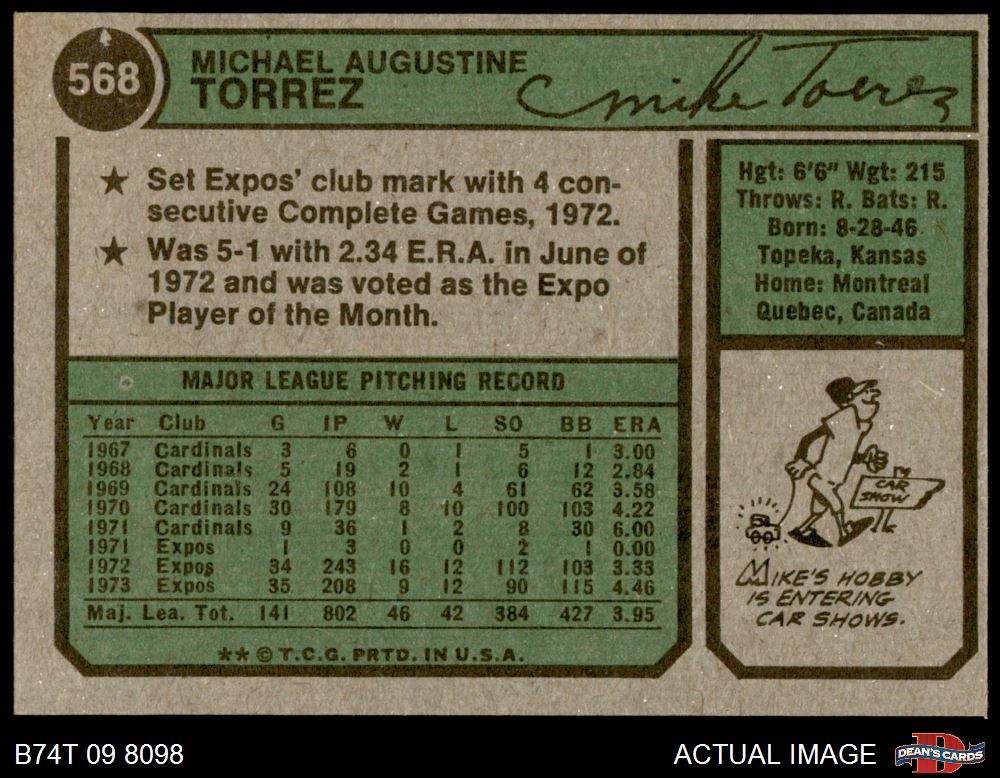 568
MICHAEL AUGUSTINE
TORREZ
Mike Torrez
★ Set Expos' club mark with 4 con-
secutive Complete Games, 1972.
★ Was 5-1 with 2.34 E.R.A. in June of
1972 and was voted as the Expo
Player of the Month.
Hgt: 6'6" Wgt: 215
Throws: R. Bats: R.
Born: 8-28-46
Topeka, Kansas
Home: Montreal
Quebec, Canada
MAJOR LEAGUE PITCHING RECORD
Year Club G IP W L SO BB ERA
1967 Cardinals 3 6 0 1 5 1 3.00
1968 Cardinals 5 19 2 1 6 12 2.84
1969 Cardinals 24 108 10 4 61 62 3.58
1970 Cardinals 30 179 8 10 100 103 4.22
1971 Cardinals 9 36 1 2 8 30 6.00
1971 Expos 1 3 0 0 2 1 0.00
1972 Expos 34 243 16 12 112 103 3.33
1973 Expos 35 208 9 12 90 115 4.46
Maj. Lea. Tot. 141 802 46 42 384 427 3.95
** © T.C.G. PRTD. IN U.S.A.
CAR
SHOW
MIKE'S HOBBY
IS ENTERING
CAR SHOWS.
B74T 09 8098
ACTUAL IMAGE
DEAN'S CARDS